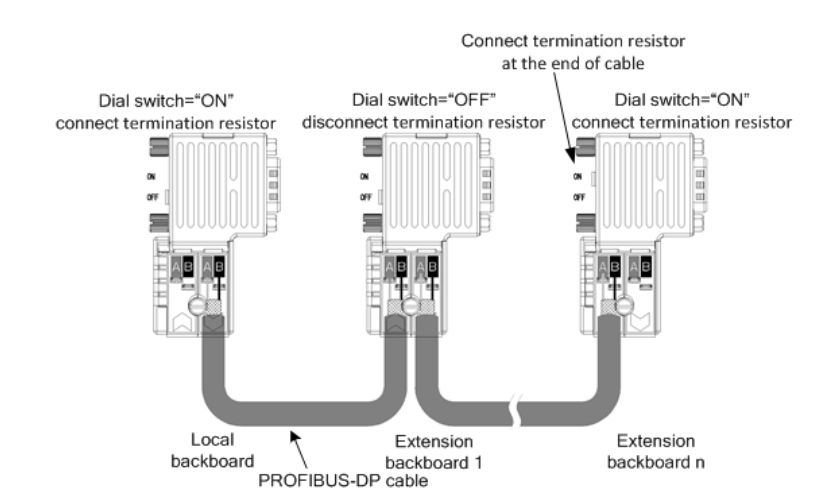 Connect termination resistor
at the end of cable
Dial switch=“ON”
connect termination resistor
Dial switch=“OFF”
disconnect termination resistor
Dial switch=“ON”
connect termination resistor
ON
OFF
ON
OFF
ON
OFF
A B A B
A B A B
A B A B
Local
backboard
PROFIBUS-DP cable
Extension
backboard 1
Extension
backboard n